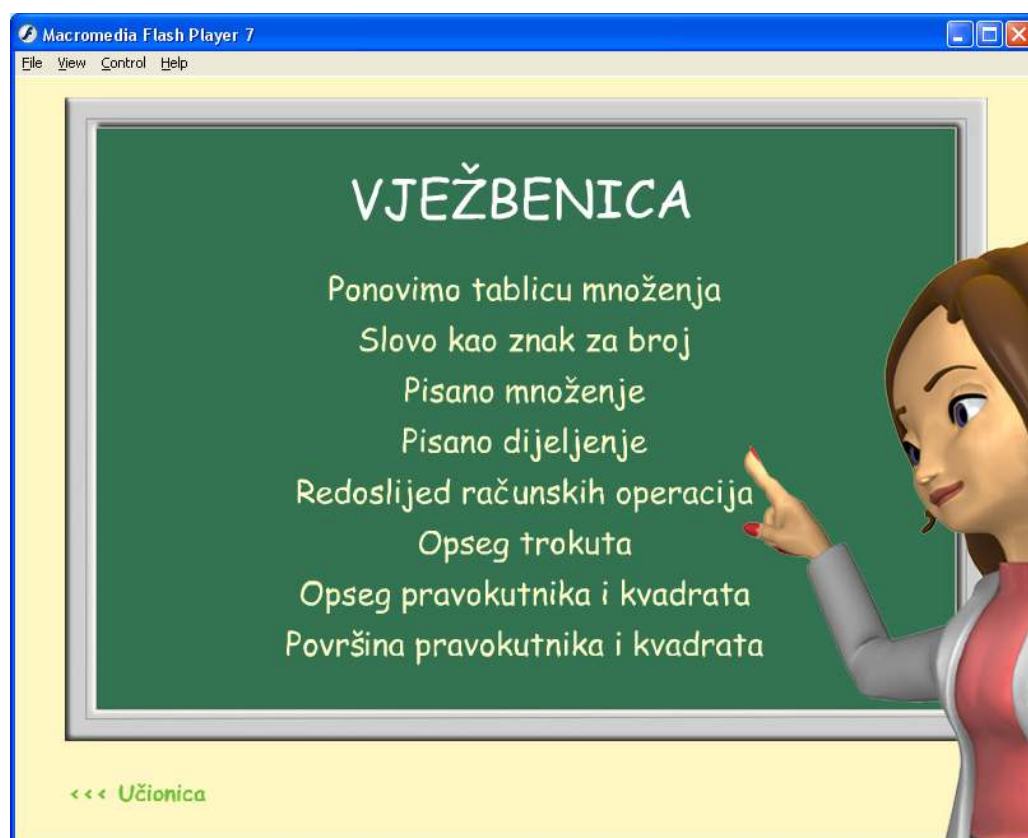 Macromedia Flash Player 7
File View Control Help
VJEŽBENICA
Ponovimo tablicu množenja
Slovo kao znak za broj
Pisano množenje
Pisano dijeljenje
Redoslijed računskih operacija
Opseg trokuta
Opseg pravokutnika i kvadrata
Površina pravokutnika i kvadrata
<<< Učionica